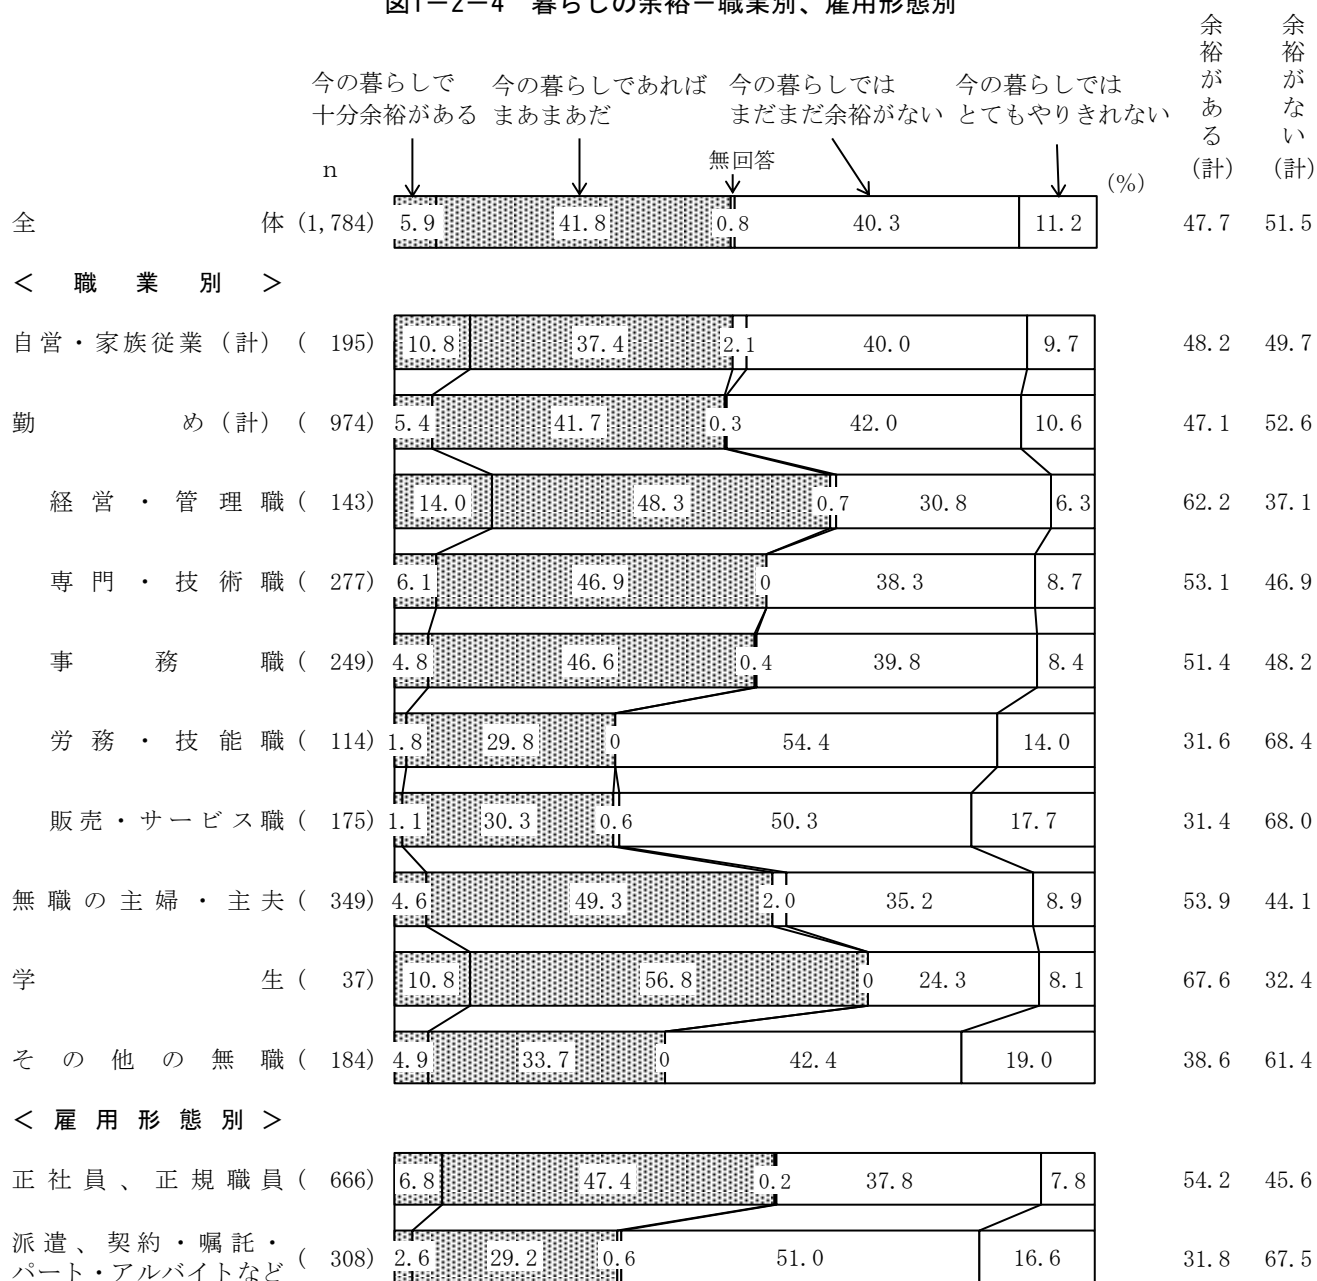 図1－2－4　暮らしの余裕－職業別、雇用形態別
余裕がある（計）　余裕がない（計）
今の暮らしで十分余裕がある　今の暮らしであればまあまあだ　無回答　今の暮らしではまだまだ余裕がない　今の暮らしではとてもやりきれない
n　(%)
全体 (1,784) 5.9 41.8 0.8 40.3 11.2 47.7 51.5
＜職業別＞
自営・家族従業（計） ( 195) 10.8 37.4 2.1 40.0 9.7 48.2 49.7
勤め（計） ( 974) 5.4 41.7 0.3 42.0 10.6 47.1 52.6
経営・管理職 ( 143) 14.0 48.3 0.7 30.8 6.3 62.2 37.1
専門・技術職 ( 277) 6.1 46.9 0 38.3 8.7 53.1 46.9
事務職 ( 249) 4.8 46.6 0.4 39.8 8.4 51.4 48.2
労務・技能職 ( 114) 1.8 29.8 0 54.4 14.0 31.6 68.4
販売・サービス職 ( 175) 1.1 30.3 0.6 50.3 17.7 31.4 68.0
無職の主婦・主夫 ( 349) 4.6 49.3 2.0 35.2 8.9 53.9 44.1
学生 ( 37) 10.8 56.8 0 24.3 8.1 67.6 32.4
その他の無職 ( 184) 4.9 33.7 0 42.4 19.0 38.6 61.4
＜雇用形態別＞
正社員、正規職員 ( 666) 6.8 47.4 0.2 37.8 7.8 54.2 45.6
派遣、契約・嘱託・
パート・アルバイトなど ( 308) 2.6 29.2 0.6 51.0 16.6 31.8 67.5